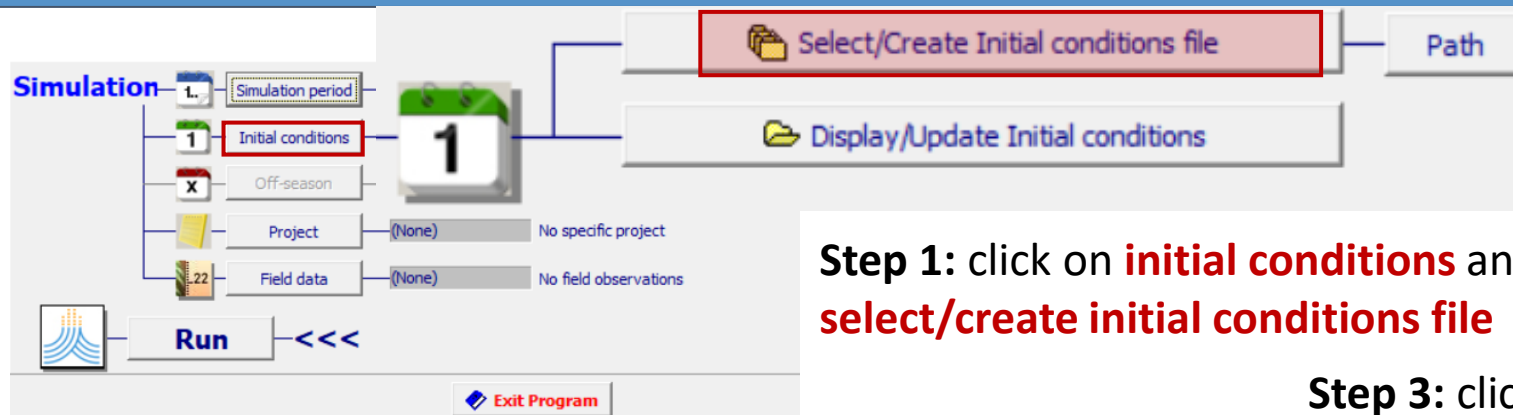 Select/Create Initial conditions file
Path
Simulation
1..
Simulation period
1
Initial conditions
1
Display/Update Initial conditions
x
Off-season
Project
(None)
No specific project
.22
Field data
(None)
No field observations
Run
<<<
Exit Program
Step 1: click on initial conditions an
select/create initial conditions file
Step 3: clic